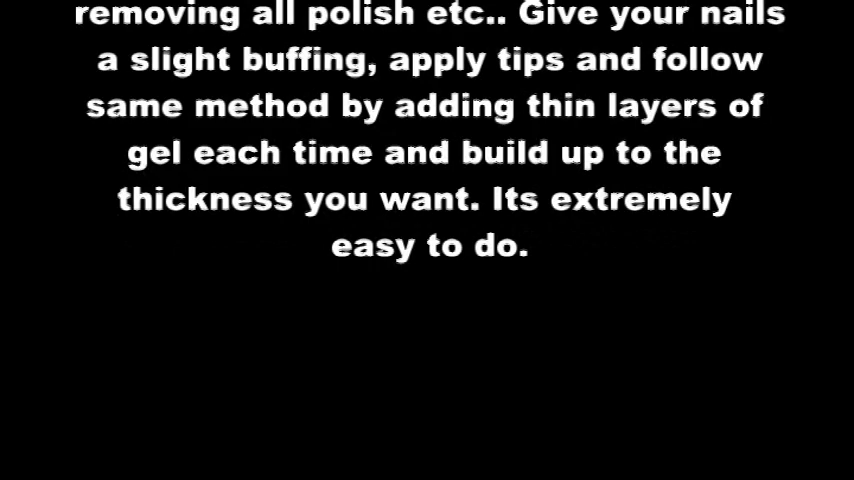 removing all polish etc.. Give your nails
a slight buffing, apply tips and follow
same method by adding thin layers of
gel each time and build up to the
thickness you want. Its extremely
easy to do.